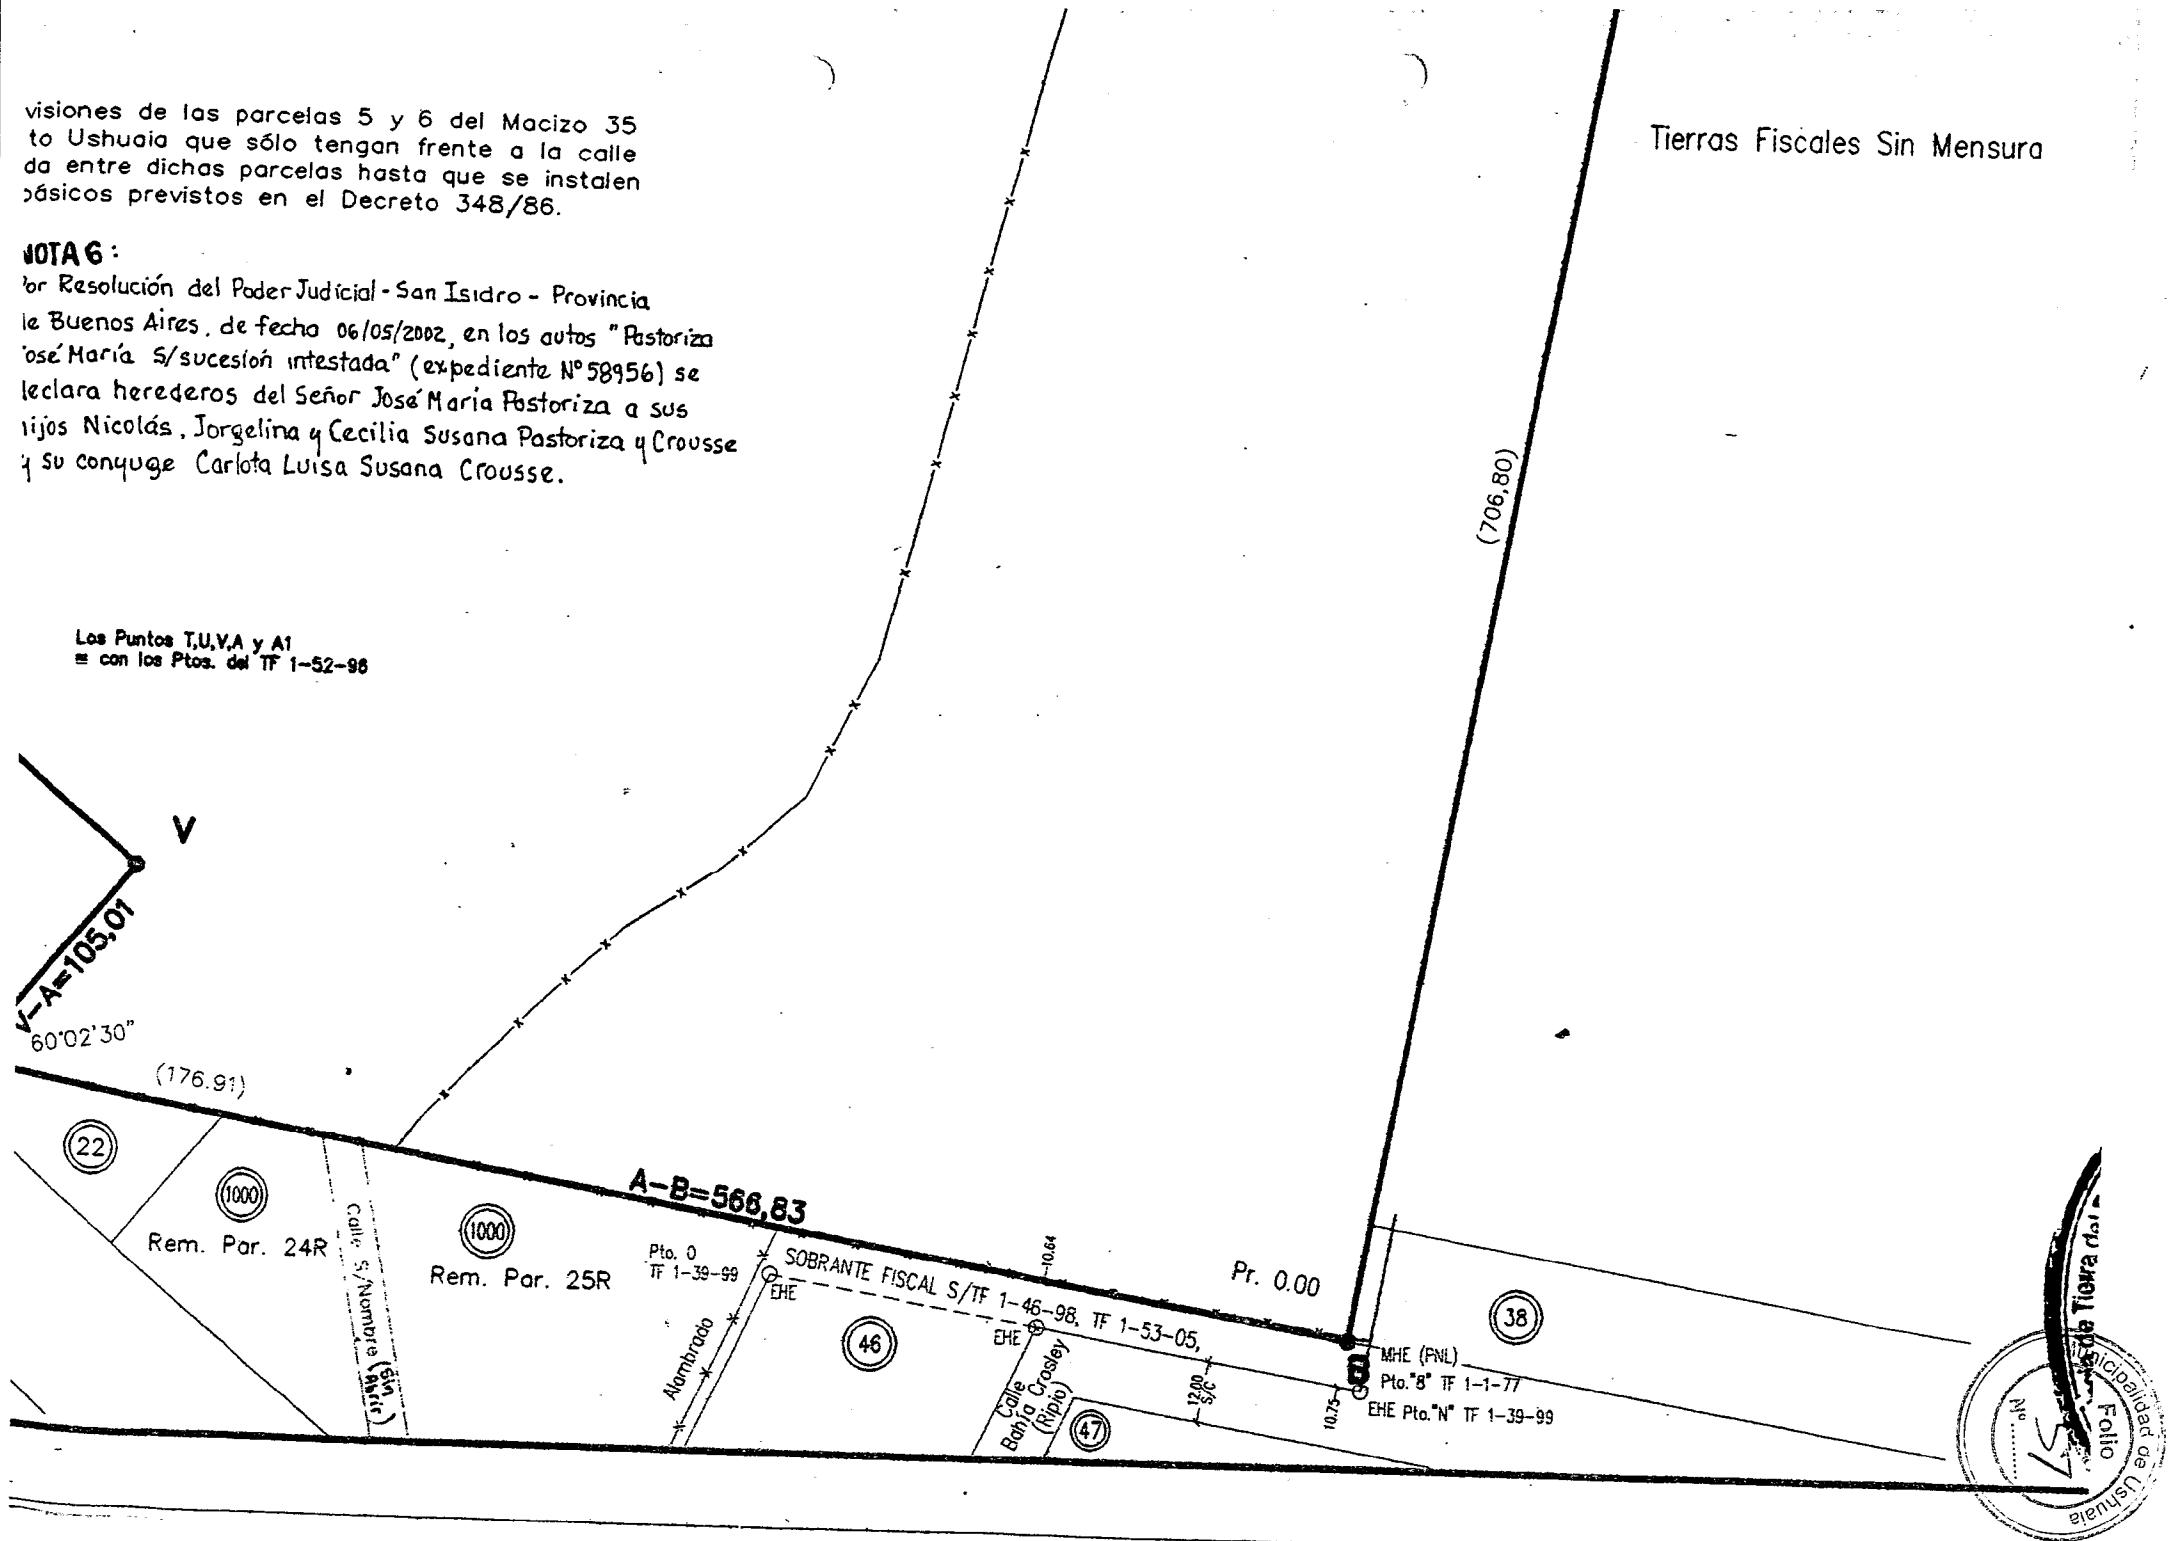 visiones de las parcelas 5 y 6 del Macizo 35
to Ushuaia que sólo tengan frente a la calle
da entre dichas parcelas hasta que se instalen
básicos previstos en el Decreto 348/86.
NOTA 6:
Por Resolución del Poder Judicial - San Isidro - Provincia
de Buenos Aires, de fecha 06/05/2002, en los autos "Pastoriza
José María S/sucesión intestada" (expediente Nº 58956) se
declara herederos del Señor José María Pastoriza a sus
hijos Nicolás, Jorgelina y Cecilia Susana Pastoriza y Crousse
y su conyuge Carlota Luisa Susana Crousse.
Tierras Fiscales Sin Mensura
(706,80)
Los Puntos T,U,V,A y A1
≡ con los Ptos. del TF 1-52-98
V
V-A=105,01
60°02'30"
(176.91)
22
1000
Rem. Par. 24R
Calle S/Nombre (Sin Abrir)
1000
Rem. Par. 25R
A-B=566,83
Pto. O
TF 1-39-99
EHE
Alambrado
SOBRANTE FISCAL S/TF 1-46-98, TF 1-53-05,
10.64
Pr. 0.00
46
EHE
Calle
Bahía Crosley
(Ripio)
47
12.00
S/C
10.75
B
MHE (PNL)
Pto."8" TF 1-1-77
EHE Pto."N" TF 1-39-99
38
de Tierra del
Municipalidad de Ushuaia
Folio
Nº